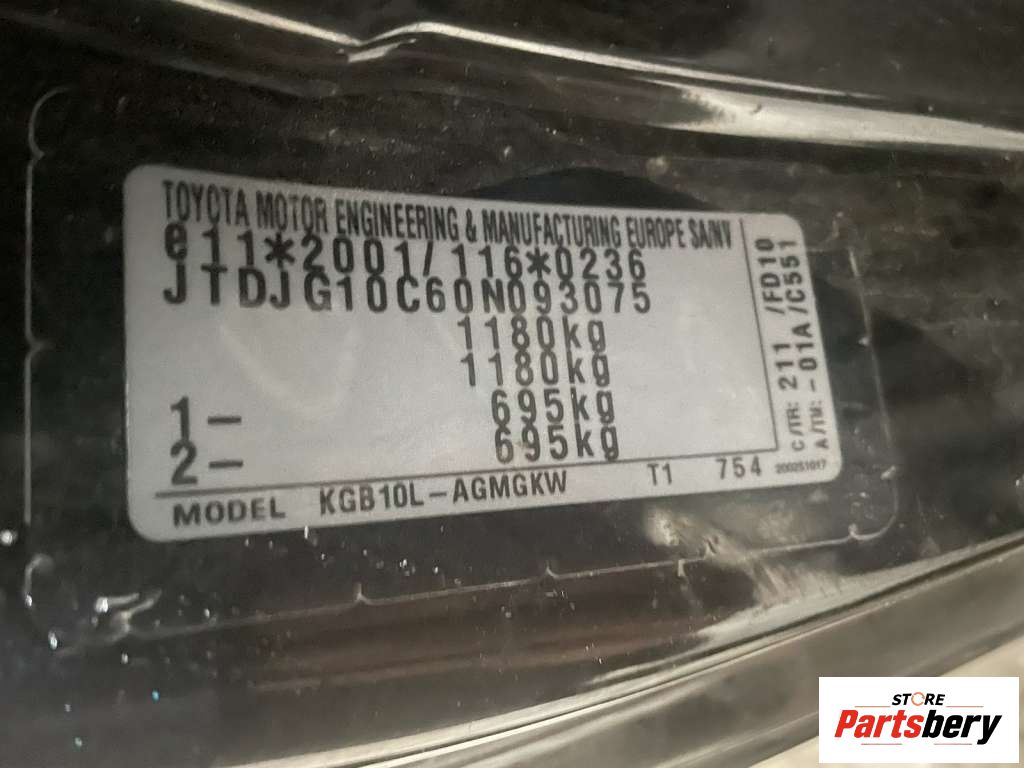 TOYOTA MOTOR ENGINEERING & MANUFACTURING EUROPE SA/NV
e11*2001/116*0236
JTDJG10C60N093075
1180kg
1180kg
1- 695kg
2- 695kg
C/TR: 211 /FD10
A/TM: -01A /C551
MODEL KGB10L-AGMGKW T1 754 200251017
STORE
Partsbery